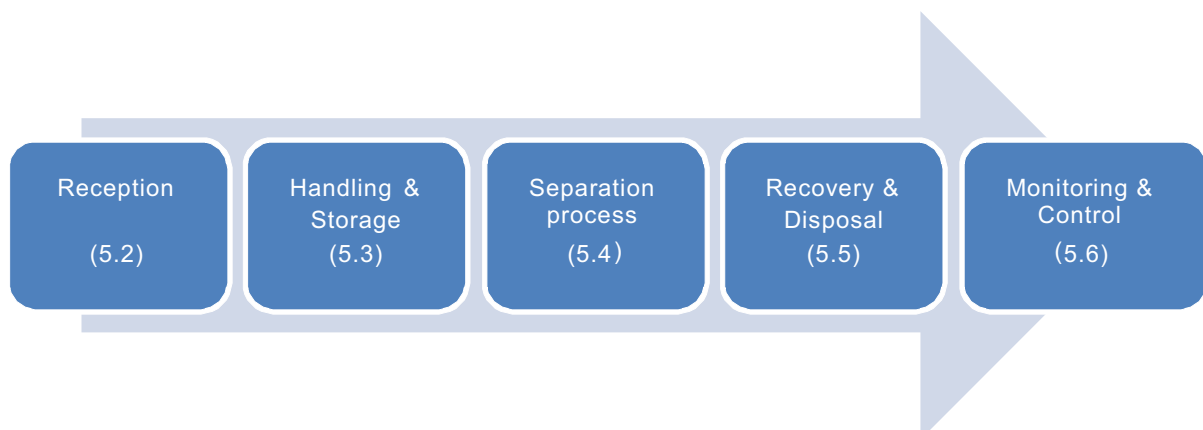 Reception
(5.2)
Handling &
Storage
(5.3)
Separation
process
(5.4)
Recovery &
Disposal
(5.5)
Monitoring &
Control
(5.6)